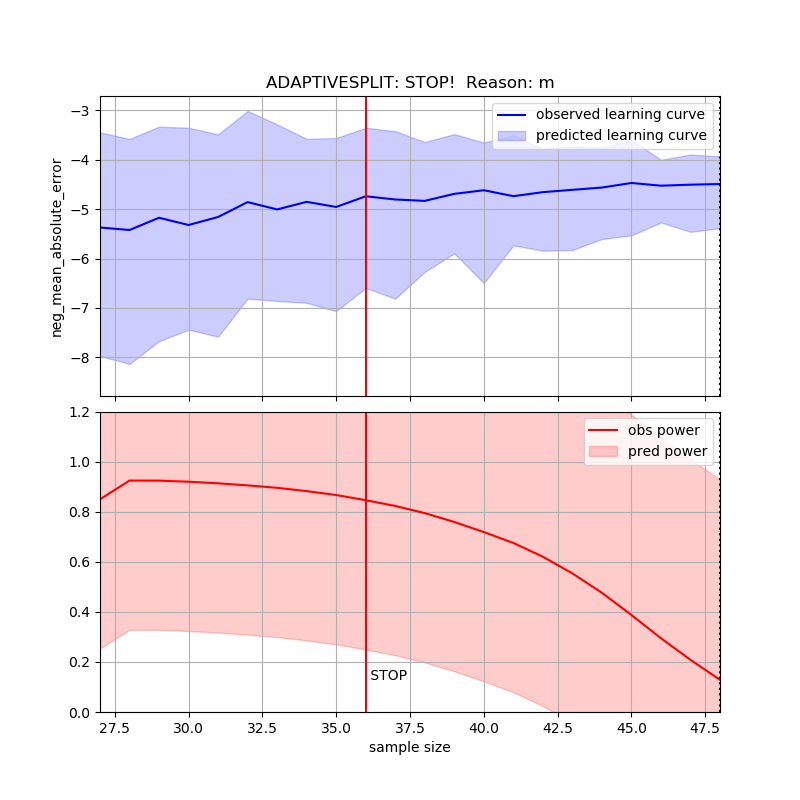 ADAPTIVESPLIT: STOP!  Reason: m
−3
−4
−5
−6
−7
−8
neg_mean_absolute_error
observed learning curve
predicted learning curve
1.2
1.0
0.8
0.6
0.4
0.2
0.0
obs power
pred power
STOP
27.5 30.0 32.5 35.0 37.5 40.0 42.5 45.0 47.5
sample size